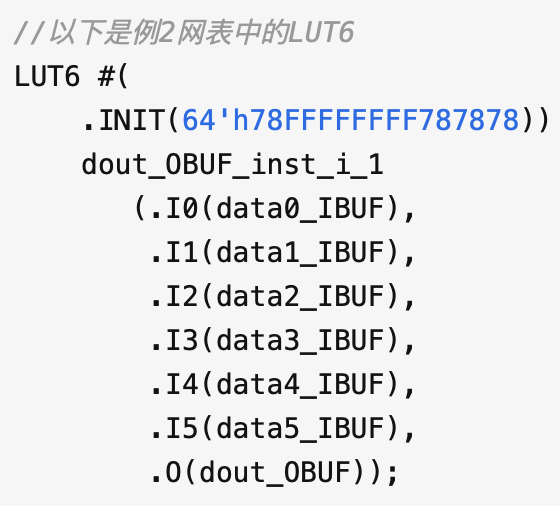 //以下是例2网表中的LUT6
LUT6 #(
    .INIT(64'h78FFFFFFFF787878))
    dout_OBUF_inst_i_1
       (.I0(data0_IBUF),
        .I1(data1_IBUF),
        .I2(data2_IBUF),
        .I3(data3_IBUF),
        .I4(data4_IBUF),
        .I5(data5_IBUF),
        .O(dout_OBUF));